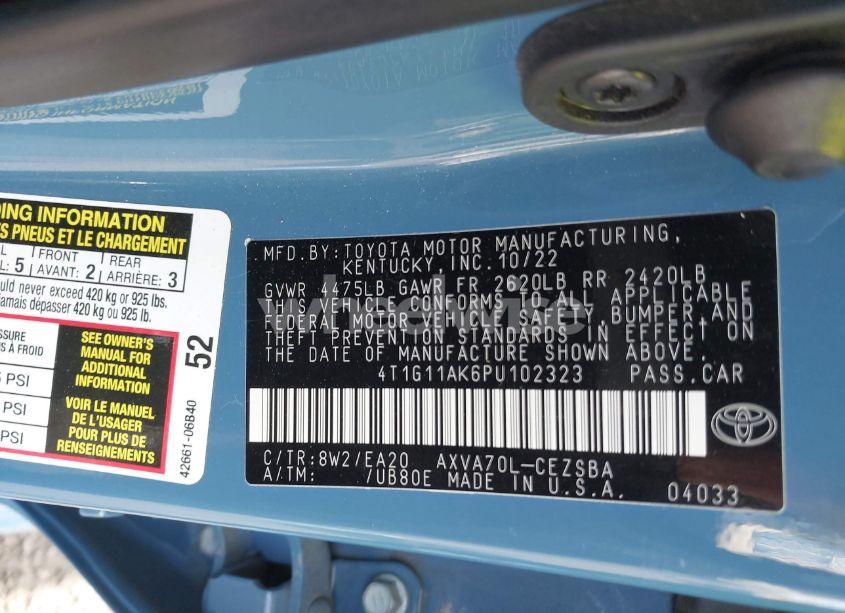 DING INFORMATION
S PNEUS ET LE CHARGEMENT
L : 5
FRONT
AVANT: 2
REAR
ARRIÈRE: 3
ould never exceed 420 kg or 925 lbs.
jamais dépasser 420 kg ou 925 lb.
SSURE
S A FROID
PSI
PSI
PSI
SEE OWNER'S
MANUAL FOR
ADDITIONAL
INFORMATION
VOIR LE MANUEL
DE L'USAGER
POUR PLUS DE
RENSEIGNEMENTS
52
42661-06B40
MFD.BY:TOYOTA MOTOR MANUFACTURING,
KENTUCKY, INC. 10/22
GVWR 4475LB GAWR FR 2620LB RR 2420LB
THIS VEHICLE CONFORMS TO ALL APPLICABLE
FEDERAL MOTOR VEHICLE SAFETY, BUMPER, AND
THEFT PREVENTION STANDARDS IN EFFECT ON
THE DATE OF MANUFACTURE SHOWN ABOVE.
4T1G11AK6PU102323 PASS.CAR
C/TR:8W2/EA20 AXVA70L-CEZSBA
A/TM: /UB80E MADE IN U.S.A. 04033